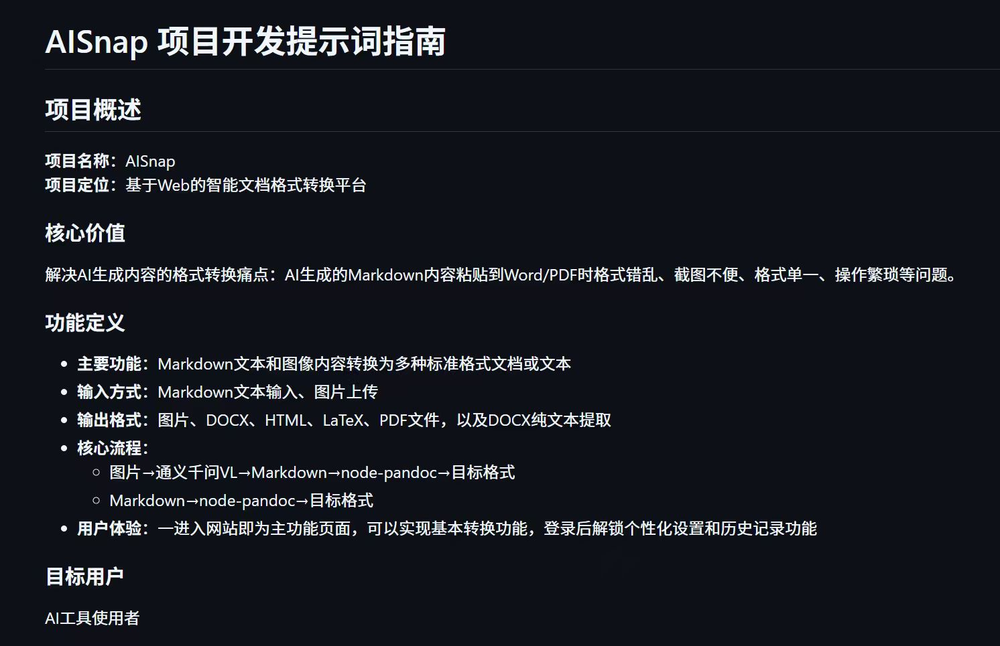 AISnap 项目开发提示词指南
项目概述
项目名称：AISnap
项目定位：基于Web的智能文档格式转换平台
核心价值
解决AI生成内容的格式转换痛点：AI生成的Markdown内容粘贴到Word/PDF时格式错乱、截图不便、格式单一、操作繁琐等问题。
功能定义
主要功能：Markdown文本和图像内容转换为多种标准格式文档或文本
输入方式：Markdown文本输入、图片上传
输出格式：图片、DOCX、HTML、LaTeX、PDF文件，以及DOCX纯文本提取
核心流程：
图片→通义千问VL→Markdown→node-pandoc→目标格式
Markdown→node-pandoc→目标格式
用户体验：一进入网站即为主功能页面，可以实现基本转换功能，登录后解锁个性化设置和历史记录功能
目标用户
AI工具使用者